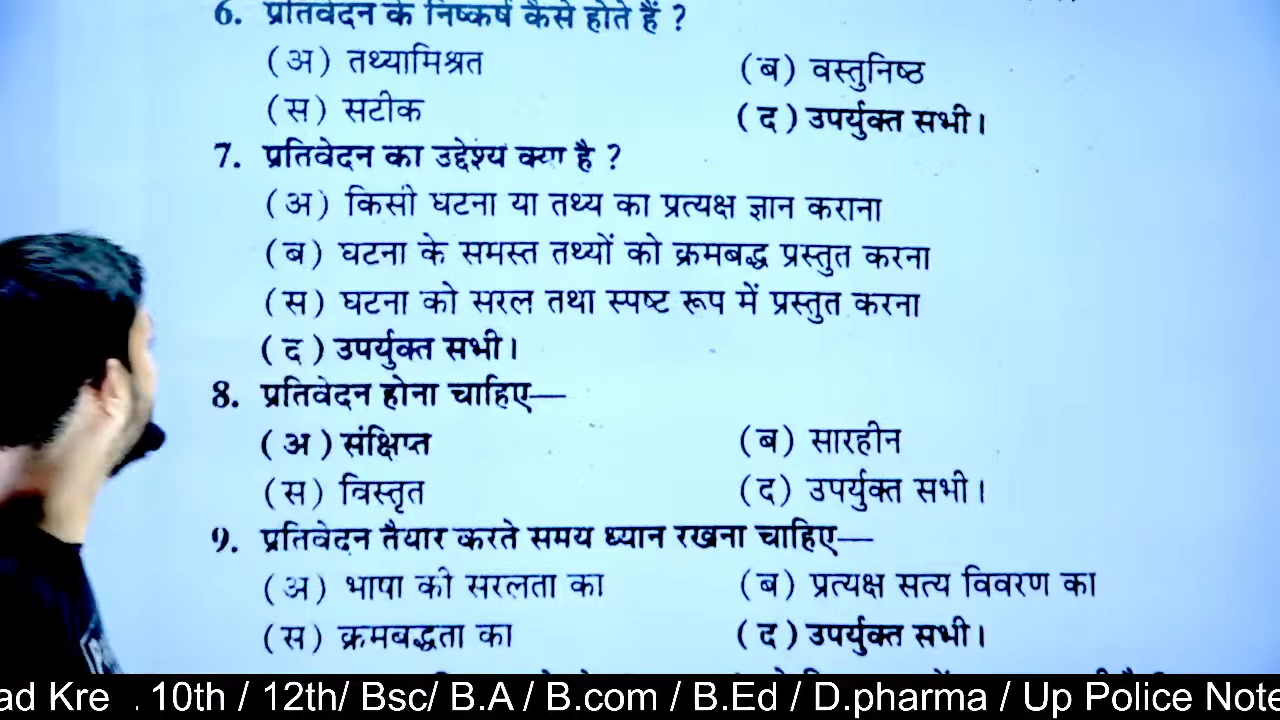 6. प्रतिवेदन के निष्कर्ष कैसे होते हैं ?
(अ) तथ्यामिश्रत (ब) वस्तुनिष्ठ
(स) सटीक (द) उपर्युक्त सभी।
7. प्रतिवेदन का उद्देश्य क्या है ?
(अ) किसी घटना या तथ्य का प्रत्यक्ष ज्ञान कराना
(ब) घटना के समस्त तथ्यों को क्रमबद्ध प्रस्तुत करना
(स) घटना को सरल तथा स्पष्ट रूप में प्रस्तुत करना
(द) उपर्युक्त सभी।
8. प्रतिवेदन होना चाहिए—
(अ) संक्षिप्त (ब) सारहीन
(स) विस्तृत (द) उपर्युक्त सभी।
9. प्रतिवेदन तैयार करते समय ध्यान रखना चाहिए—
(अ) भाषा की सरलता का (ब) प्रत्यक्ष सत्य विवरण का
(स) क्रमबद्धता का (द) उपर्युक्त सभी।
ad Kre . 10th / 12th/ Bsc/ B.A / B.com / B.Ed / D.pharma / Up Police Note